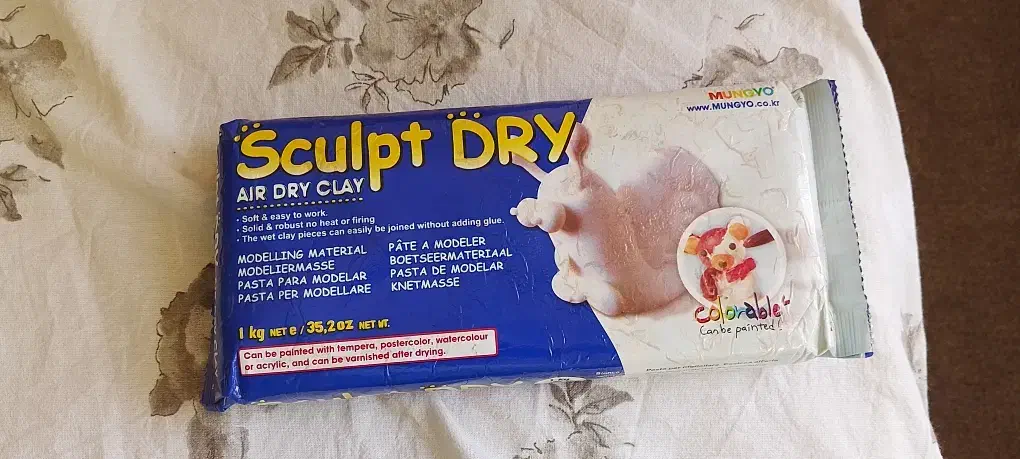 MUNGYO
www.MUNGYO.co.kr
Sculpt DRY
AIR DRY CLAY
• Soft & easy to work.
• Solid & robust no heat or firing
• The wet clay pieces can easily be joined without adding glue.
MODELLING MATERIAL
MODELIERMASSE
PASTA PARA MODELAR
PASTA PER MODELLARE
PÂTE A MODELER
BOETSEERMATERIAAL
PASTA DE MODELAR
KNETMASSE
1 kg NET e / 35,2 oz NET WT.
Can be painted with tempera, postercolor, watercolour
or acrylic, and can be varnished after drying.
colorable
Can be painted!